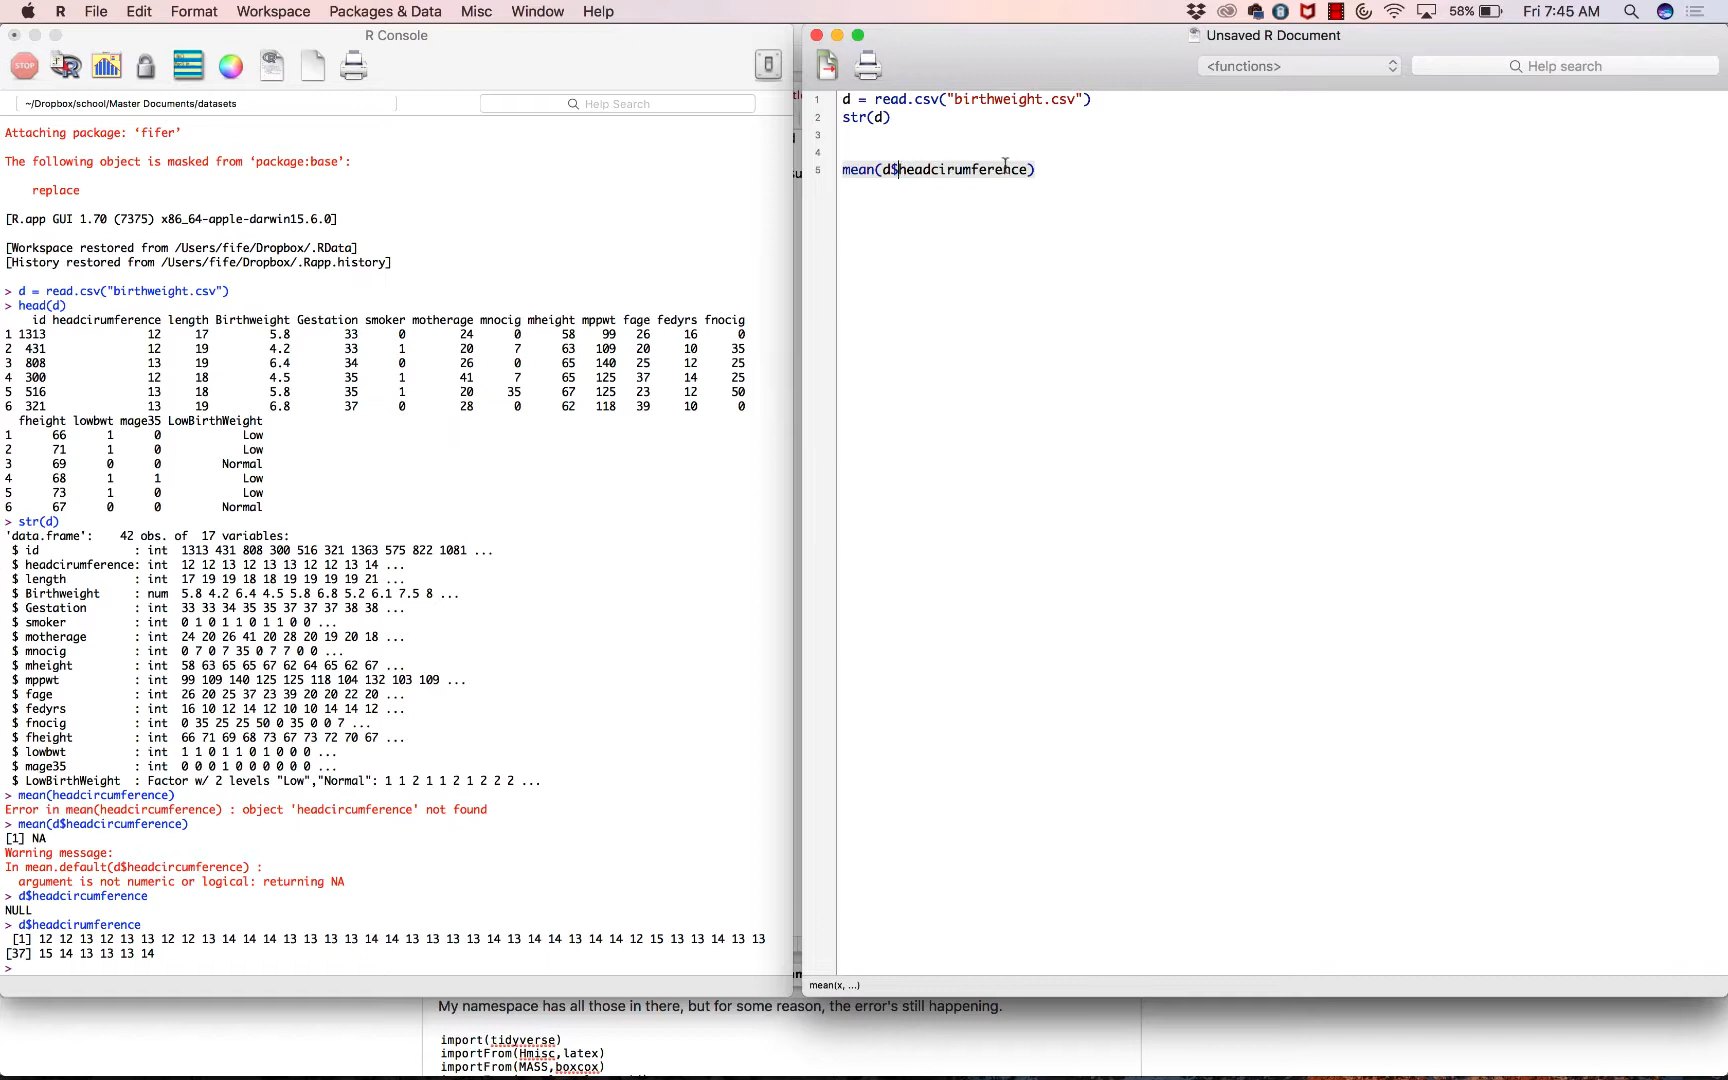 R File Edit Format Workspace Packages & Data Misc Window Help 58% Fri 7:45 AM
R Console
STOP
~/Dropbox/school/Master Documents/datasets Help Search
Attaching package: ‘fifer’
The following object is masked from ‘package:base’:
replace
[R.app GUI 1.70 (7375) x86_64-apple-darwin15.6.0]
[Workspace restored from /Users/fife/Dropbox/.RData]
[History restored from /Users/fife/Dropbox/.Rapp.history]
> d = read.csv("birthweight.csv")
> head(d)
id headcirumference length Birthweight Gestation smoker motherage mnocig mheight mppwt fage fedyrs fnocig
1 1313 12 17 5.8 33 0 24 0 58 99 26 16 0
2 431 12 19 4.2 33 1 20 7 63 109 20 10 35
3 808 13 19 6.4 34 0 26 0 65 140 25 12 25
4 300 12 18 4.5 35 1 41 7 65 125 37 14 25
5 516 13 18 5.8 35 1 20 35 67 125 23 12 50
6 321 13 19 6.8 37 0 28 0 62 118 39 10 0
fheight lowbwt mage35 LowBirthWeight
1 66 1 0 Low
2 71 1 0 Low
3 69 0 0 Normal
4 68 1 1 Low
5 73 1 0 Low
6 67 0 0 Normal
> str(d)
'data.frame': 42 obs. of 17 variables:
$ id : int 1313 431 808 300 516 321 1363 575 822 1081 ...
$ headcirumference: int 12 12 13 12 13 13 12 12 13 14 ...
$ length : int 17 19 19 18 18 19 19 19 19 21 ...
$ Birthweight : num 5.8 4.2 6.4 4.5 5.8 6.8 5.2 6.1 7.5 8 ...
$ Gestation : int 33 33 34 35 35 37 37 37 38 38 ...
$ smoker : int 0 1 0 1 1 0 1 1 0 0 ...
$ motherage : int 24 20 26 41 20 28 20 19 20 18 ...
$ mnocig : int 0 7 0 7 35 0 7 7 0 0 ...
$ mheight : int 58 63 65 65 67 62 64 65 62 67 ...
$ mppwt : int 99 109 140 125 125 118 104 132 103 109 ...
$ fage : int 26 20 25 37 23 39 20 20 22 20 ...
$ fedyrs : int 16 10 12 14 12 10 10 14 14 12 ...
$ fnocig : int 0 35 25 25 50 0 35 0 0 7 ...
$ fheight : int 66 71 69 68 73 67 73 72 70 67 ...
$ lowbwt : int 1 1 0 1 1 0 1 0 0 0 ...
$ mage35 : int 0 0 0 1 0 0 0 0 0 0 ...
$ LowBirthWeight : Factor w/ 2 levels "Low","Normal": 1 1 2 1 1 2 1 2 2 2 ...
> mean(headcircumference)
Error in mean(headcircumference) : object 'headcircumference' not found
> mean(d$headcircumference)
[1] NA
Warning message:
In mean.default(d$headcircumference) :
argument is not numeric or logical: returning NA
> d$headcircumference
NULL
> d$headcirumference
[1] 12 12 13 12 13 13 12 12 13 14 14 14 13 13 13 13 14 14 13 13 13 13 14 13 14 14 13 14 14 12 15 13 13 14 13 13
[37] 15 14 13 13 13 14
>
Unsaved R Document
<functions> Help search
1 d = read.csv("birthweight.csv")
2 str(d)
3
4
5 mean(d$headcirumference)
mean(x, ...)
My namespace has all those in there, but for some reason, the error's still happening.
import(tidyverse)
importFrom(Hmisc,latex)
importFrom(MASS,boxcox)